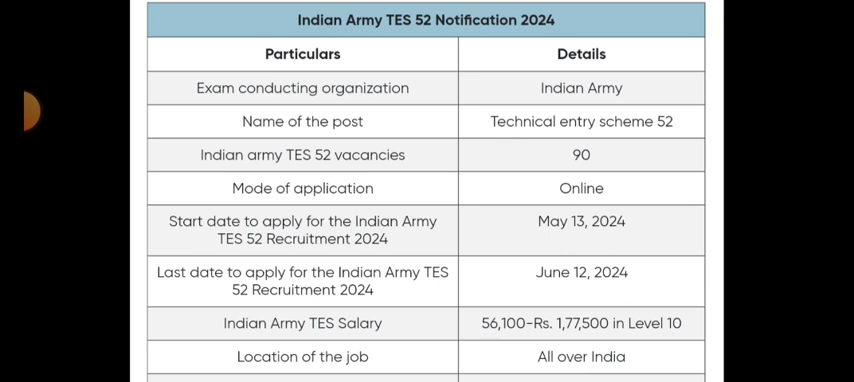 Indian Army TES 52 Notification 2024
Particulars Details
Exam conducting organization Indian Army
Name of the post Technical entry scheme 52
Indian army TES 52 vacancies 90
Mode of application Online
Start date to apply for the Indian Army May 13, 2024
TES 52 Recruitment 2024
Last date to apply for the Indian Army TES June 12, 2024
52 Recruitment 2024
Indian Army TES Salary 56,100-Rs. 1,77,500 in Level 10
Location of the job All over India